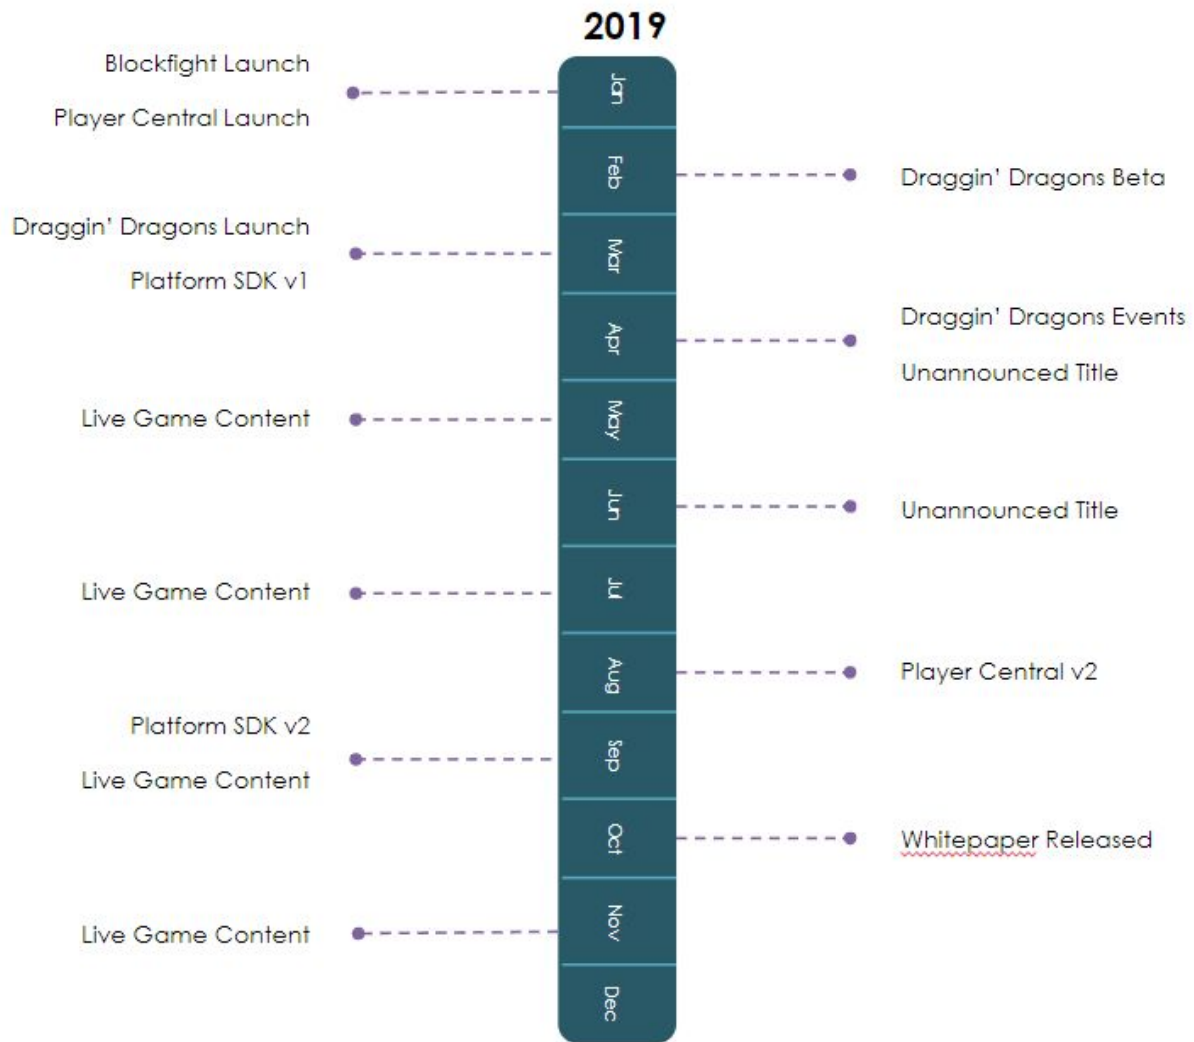 2019
Jan
Blockfight Launch
Player Central Launch
Feb
Draggin’ Dragons Beta
Mar
Draggin’ Dragons Launch
Platform SDK v1
Apr
Draggin’ Dragons Events
Unannounced Title
May
Live Game Content
Jun
Unannounced Title
Jul
Live Game Content
Aug
Player Central v2
Sep
Platform SDK v2
Live Game Content
Oct
Whitepaper Released
Nov
Live Game Content
Dec